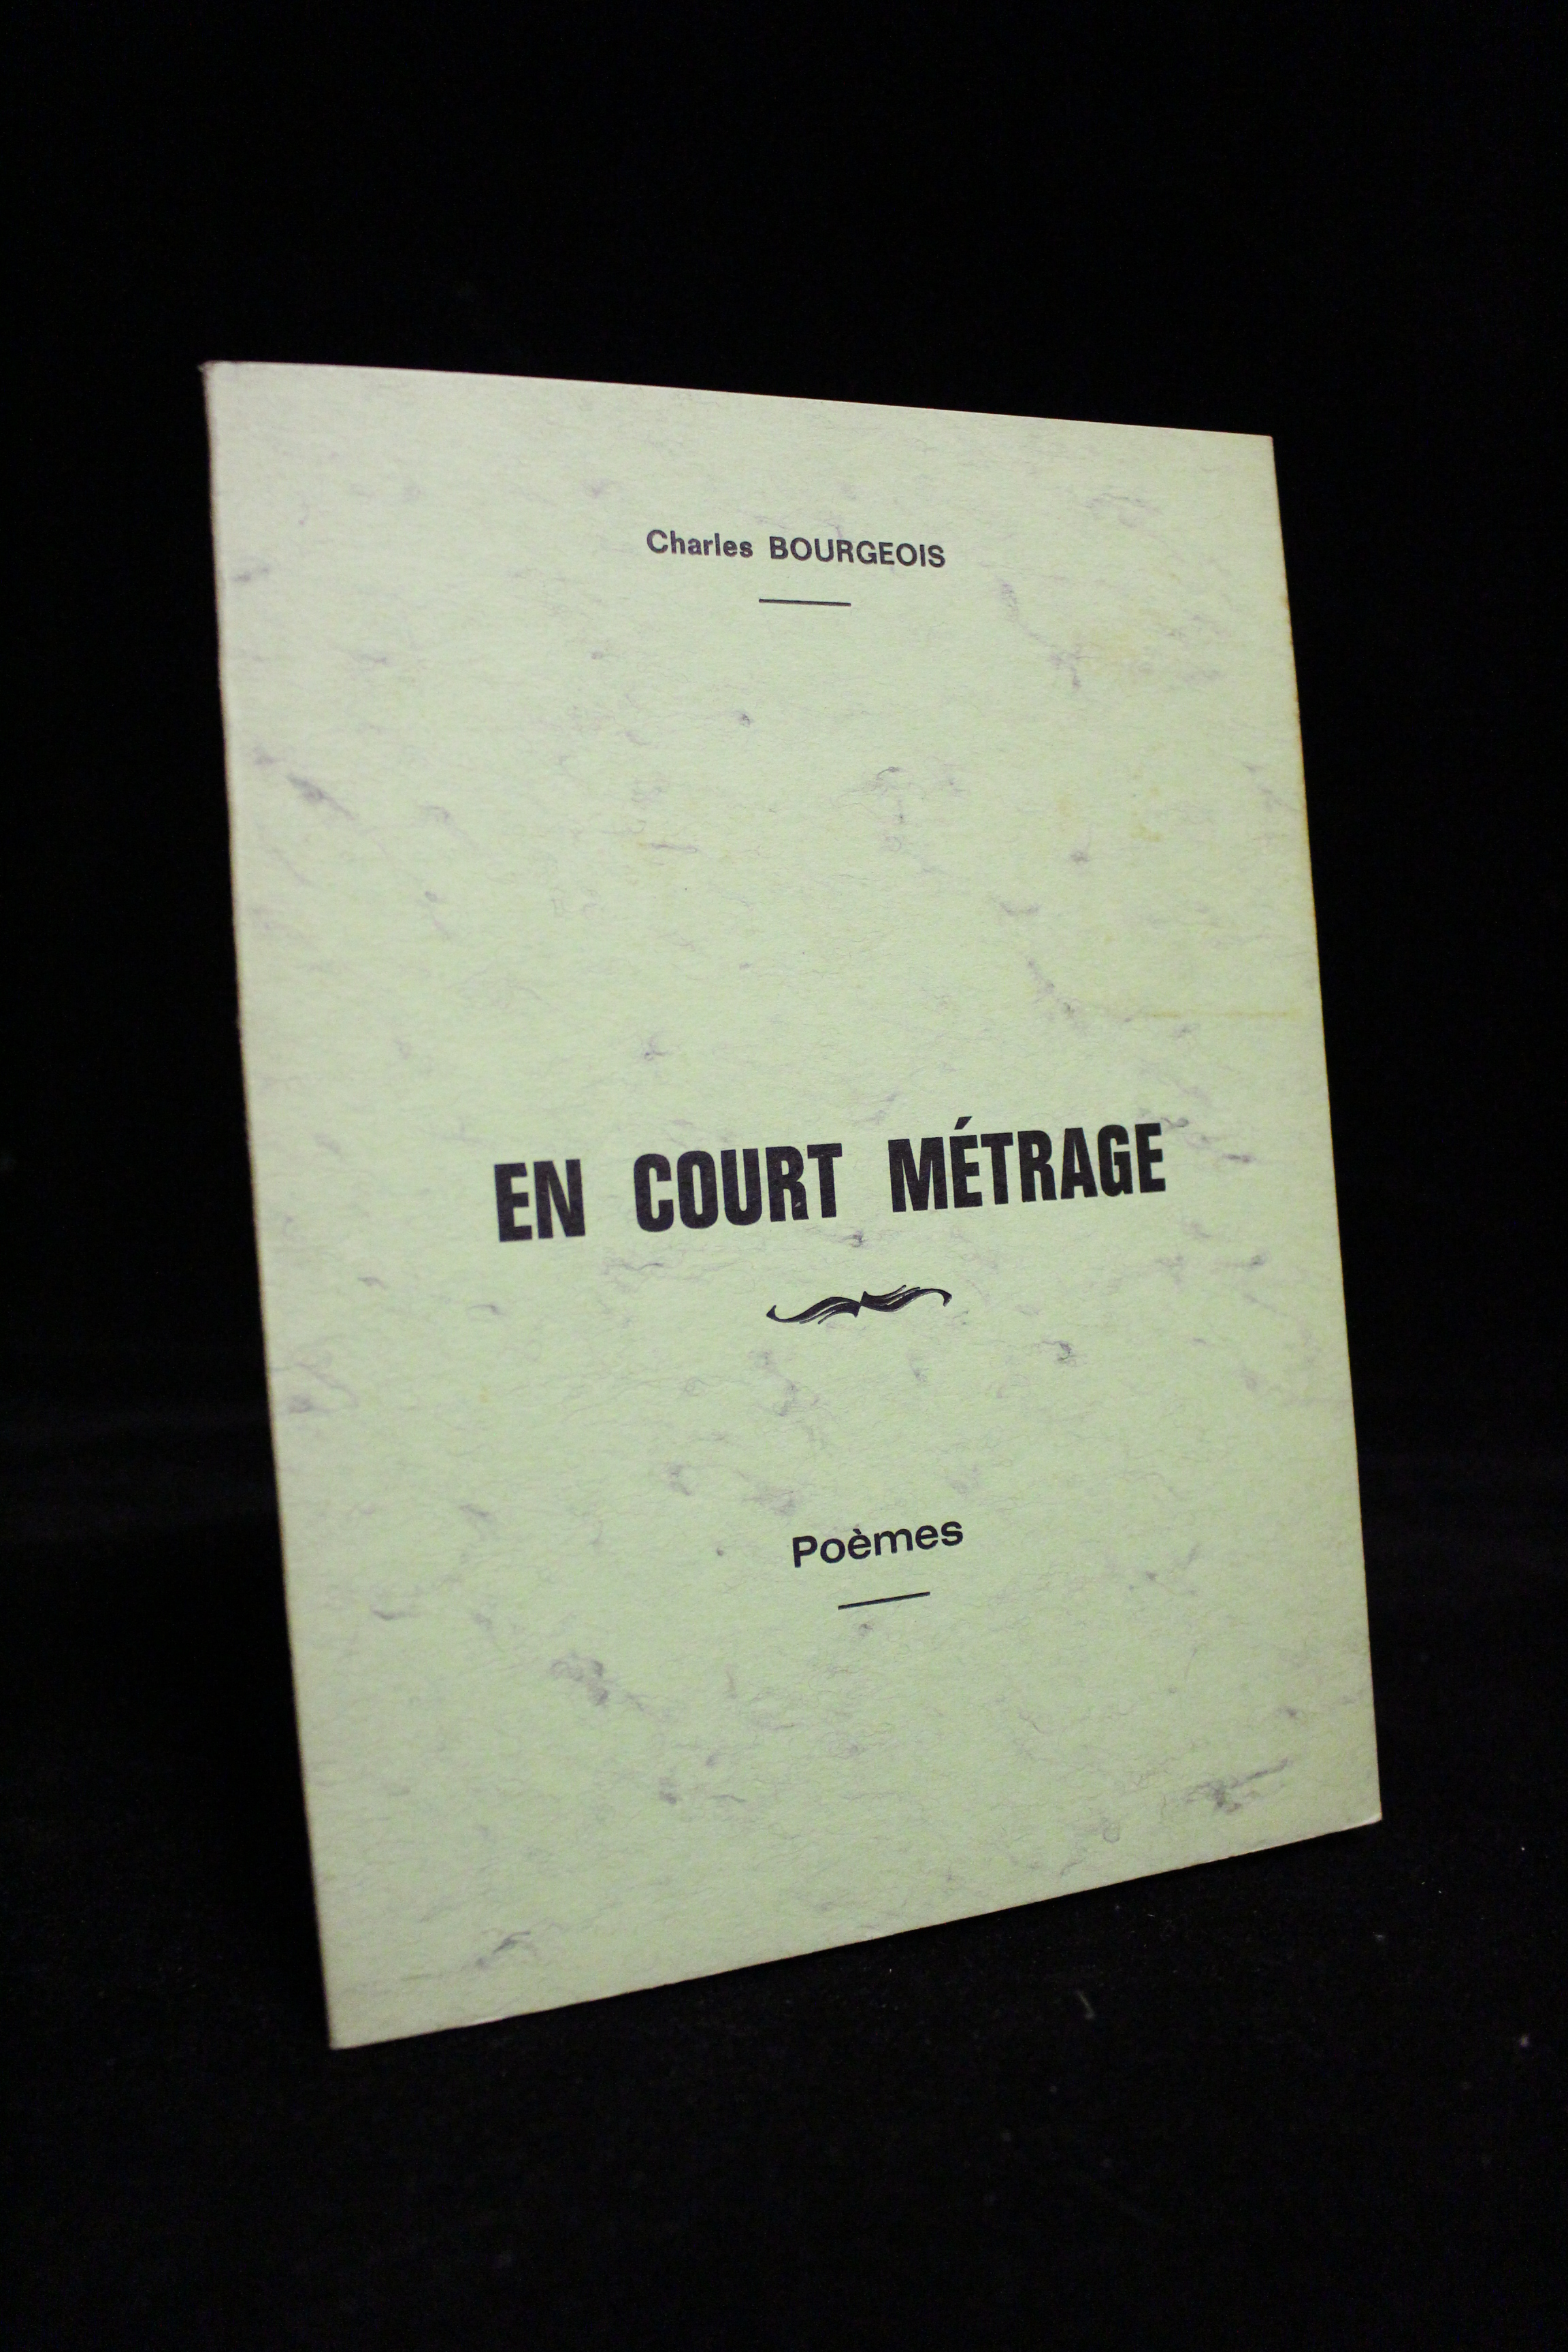 Charles BOURGEOIS
EN COURT MÉTRAGE
Poèmes